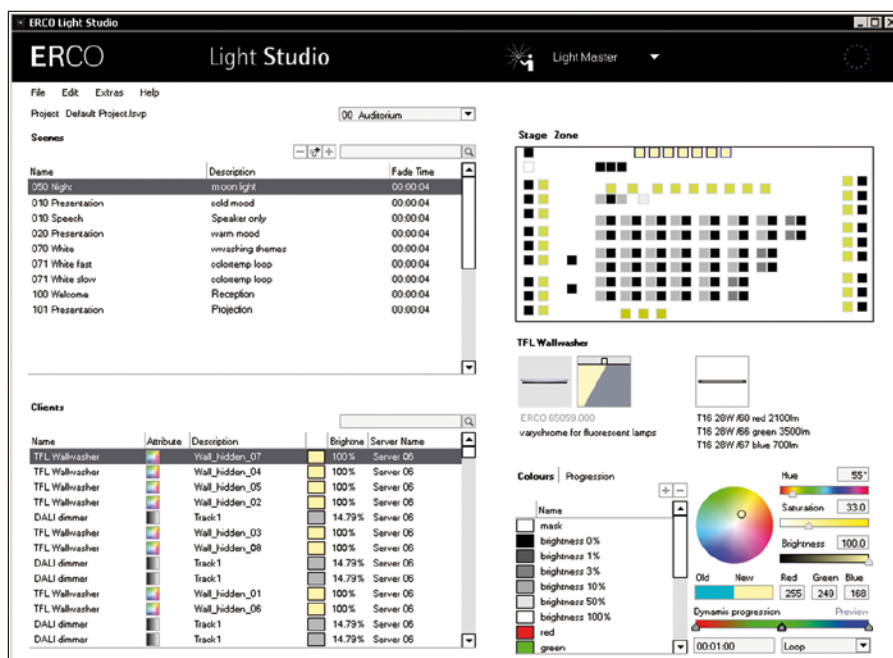 ERCO Light Studio
ERCO Light Studio Light Master
File Edit Extras Help
Project Default Project.lsvp 00 Auditorium
Scenes
Name Description Fade Time
050 Night moon light 00:00:04
010 Presentation cold mood 00:00:04
010 Speech Speaker only 00:00:04
020 Presentation warm mood 00:00:04
070 White wwashing themes 00:00:04
071 White fast colortemp loop 00:00:04
071 White slow colortemp loop 00:00:04
100 Welcome Reception 00:00:04
101 Presentation Projection 00:00:04
Clients
Name Attribute Description Brightne Server Name
TFL Wallwasher Wall_hidden_07 100% Server 06
TFL Wallwasher Wall_hidden_04 100% Server 06
TFL Wallwasher Wall_hidden_05 100% Server 06
TFL Wallwasher Wall_hidden_02 100% Server 06
DALI dimmer Track1 14.79% Server 06
TFL Wallwasher Wall_hidden_03 100% Server 06
TFL Wallwasher Wall_hidden_08 100% Server 06
DALI dimmer Track1 14.79% Server 06
DALI dimmer Track1 14.79% Server 06
TFL Wallwasher Wall_hidden_01 100% Server 06
TFL Wallwasher Wall_hidden_06 100% Server 06
DALI dimmer Track1 14.79% Server 06
DALI dimmer Track1 14.79% Server 06
Stage Zone
TFL Wallwasher
ERCO 65059.000
varychrome for fluorescent lamps
T16 28W /60 red 2100lm
T16 28W /66 green 3500lm
T16 28W /67 blue 700lm
Colours Progression
Name
mask
brightness 0%
brightness 1%
brightness 3%
brightness 10%
brightness 50%
brightness 100%
red
green
Hue 55°
Saturation 33.0
Brightness 100.0
Old New Red Green Blue
255 249 168
Dynamic progression Preview
00:01:00 Loop